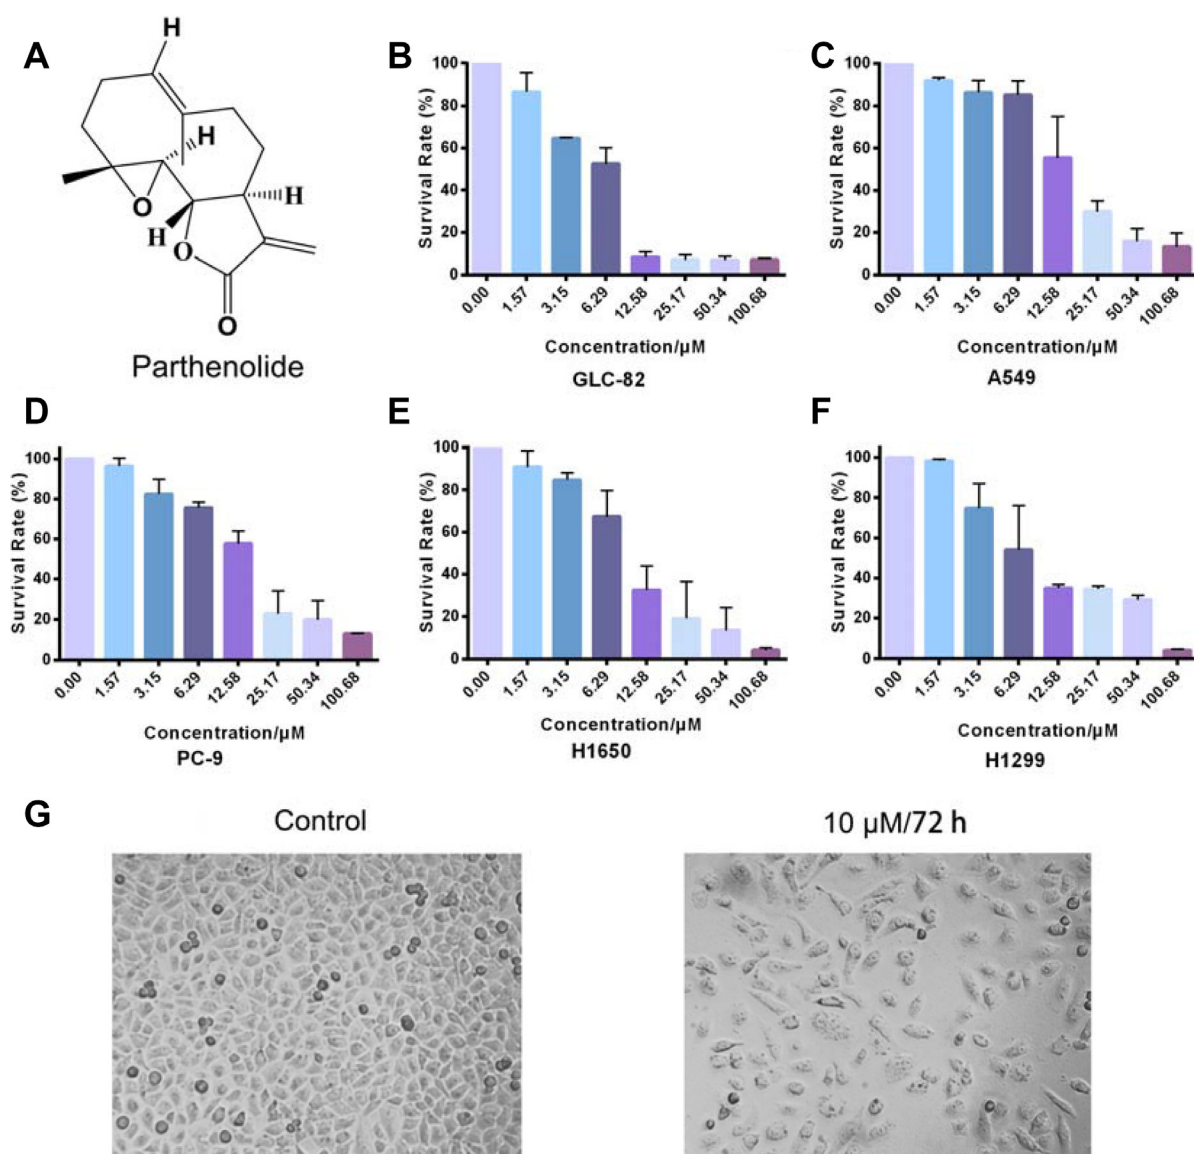 A
H
H
O
H
H
O
O
Parthenolide
B
Survival Rate (%)
100
80
60
40
20
0
0.00 1.57 3.15 6.29 12.58 25.17 50.34 100.68
Concentration/µM
GLC-82
C
Survival Rate (%)
100
80
60
40
20
0
0.00 1.57 3.15 6.29 12.58 25.17 50.34 100.68
Concentration/µM
A549
D
Survival Rate (%)
100
80
60
40
20
0
0.00 1.57 3.15 6.29 12.58 25.17 50.34 100.68
Concentration/µM
PC-9
E
Survival Rate (%)
100
80
60
40
20
0
0.00 1.57 3.15 6.29 12.58 25.17 50.34 100.68
Concentration/µM
H1650
F
Survival Rate (%)
100
80
60
40
20
0
0.00 1.57 3.15 6.29 12.58 25.17 50.34 100.68
Concentration/µM
H1299
G
Control
10 µM/72 h